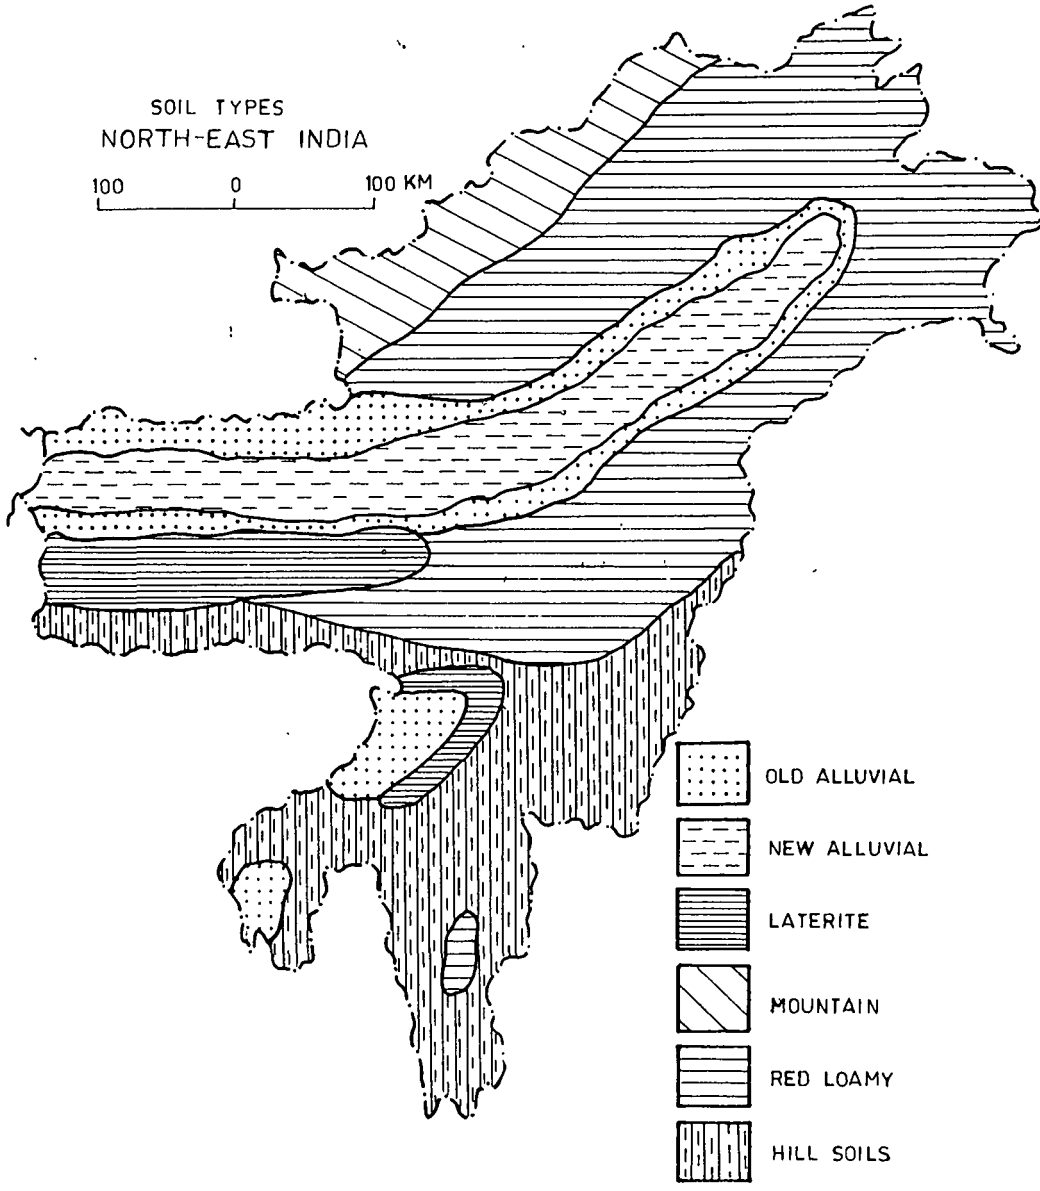 SOIL TYPES
NORTH-EAST INDIA
100 0 100 KM
OLD ALLUVIAL
NEW ALLUVIAL
LATERITE
MOUNTAIN
RED LOAMY
HILL SOILS